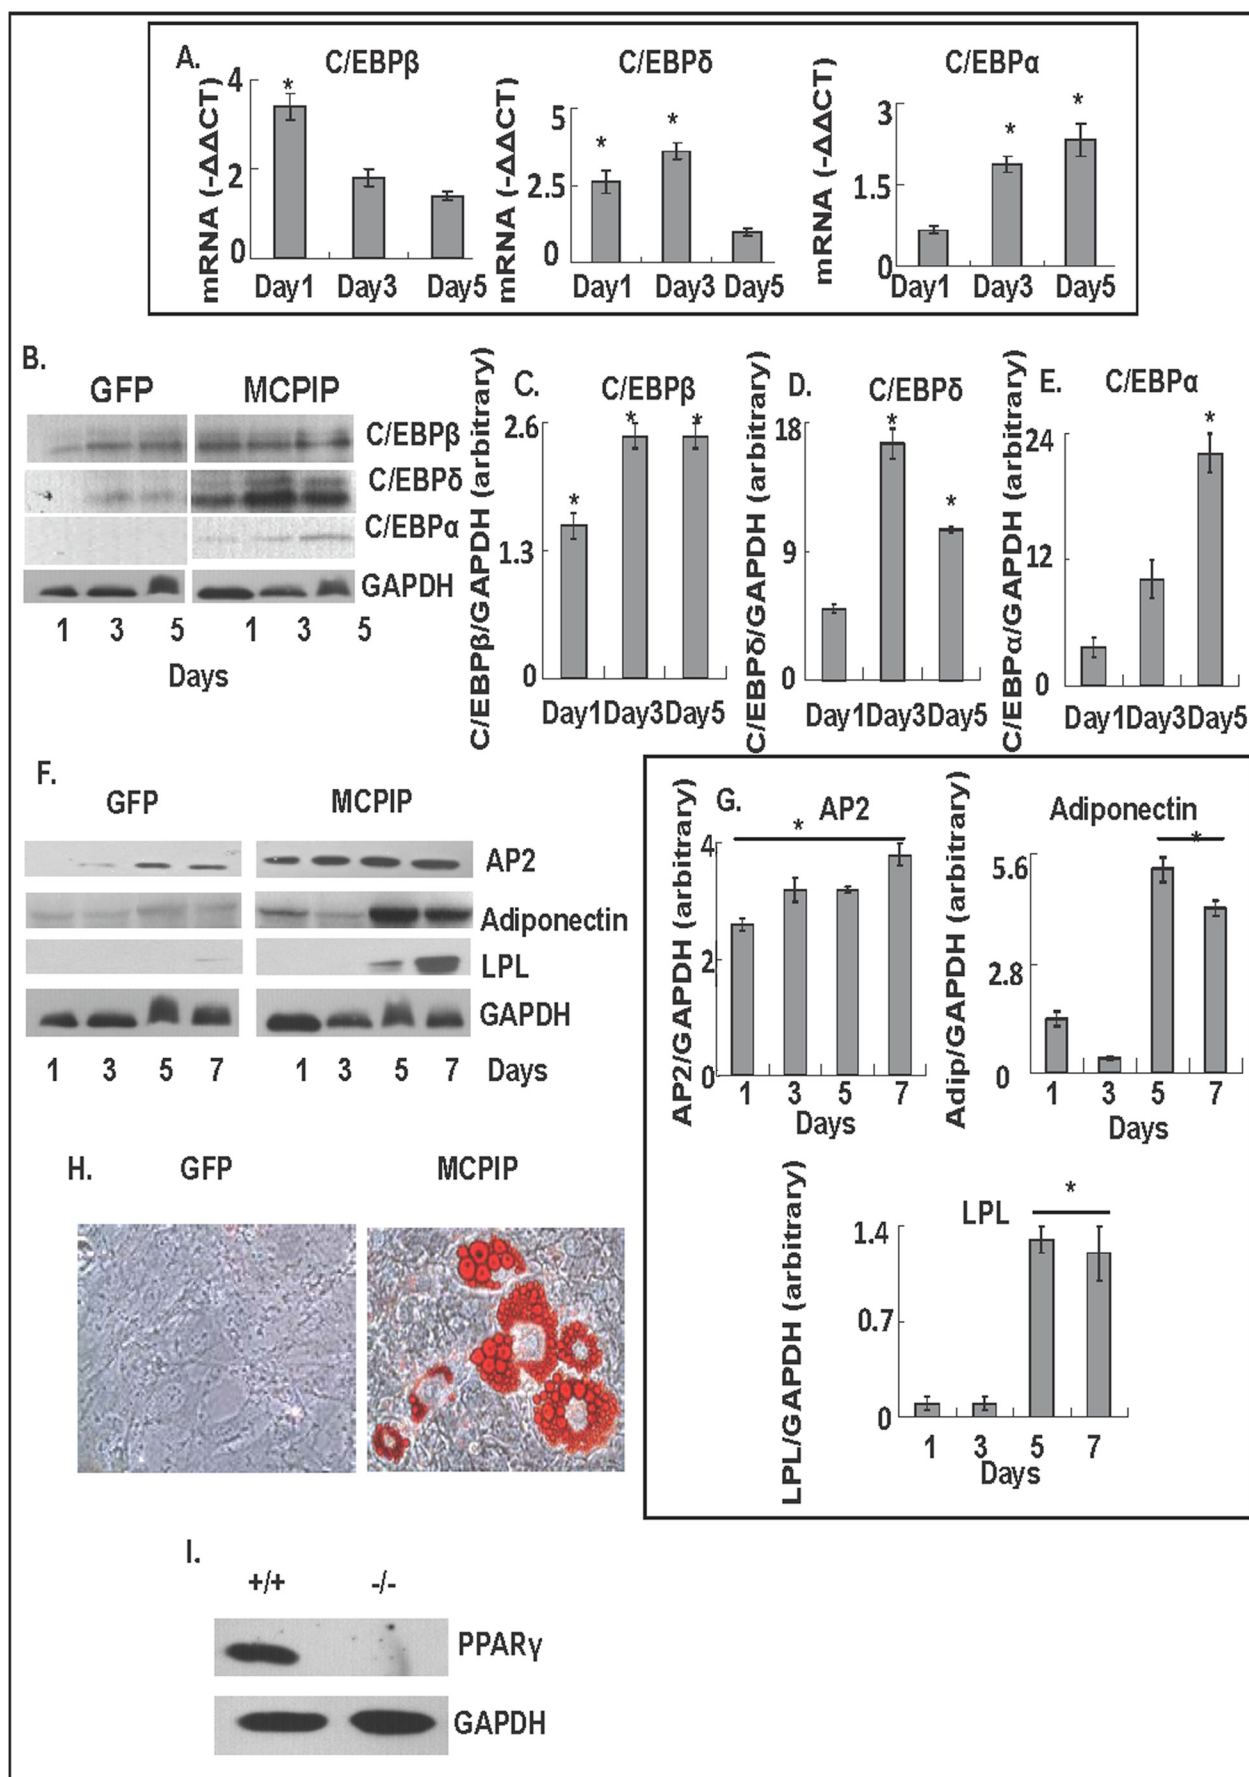 A.
C/EBPβ
C/EBPδ
C/EBPα
mRNA (-ΔΔCT)
4
2
0
*
Day1 Day3 Day5
mRNA (-ΔΔCT)
5
2.5
0
* *
Day1 Day3 Day5
mRNA (-ΔΔCT)
3
1.5
0
* *
Day1 Day3 Day5
B.
GFP MCPIP
C/EBPβ
C/EBPδ
C/EBPα
GAPDH
1 3 5 1 3 5
Days
C.
C/EBPβ
C/EBPβ/GAPDH (arbitrary)
2.6
1.3
0
* * *
Day1 Day3 Day5
D.
C/EBPδ
C/EBPδ/GAPDH (arbitrary)
18
9
0
* *
Day1 Day3 Day5
E.
C/EBPα
C/EBPα/GAPDH (arbitrary)
24
12
0
*
Day1 Day3 Day5
F.
GFP MCPIP
AP2
Adiponectin
LPL
GAPDH
1 3 5 7 1 3 5 7 Days
G.
AP2
*
AP2/GAPDH (arbitrary)
4
2
0
1 3 5 7
Days
Adiponectin
*
Adip/GAPDH (arbitrary)
5.6
2.8
0
1 3 5 7
Days
LPL
*
LPL/GAPDH (arbitrary)
1.4
0.7
0
1 3 5 7
Days
H.
GFP MCPIP
I.
+/+ -/-
PPARγ
GAPDH